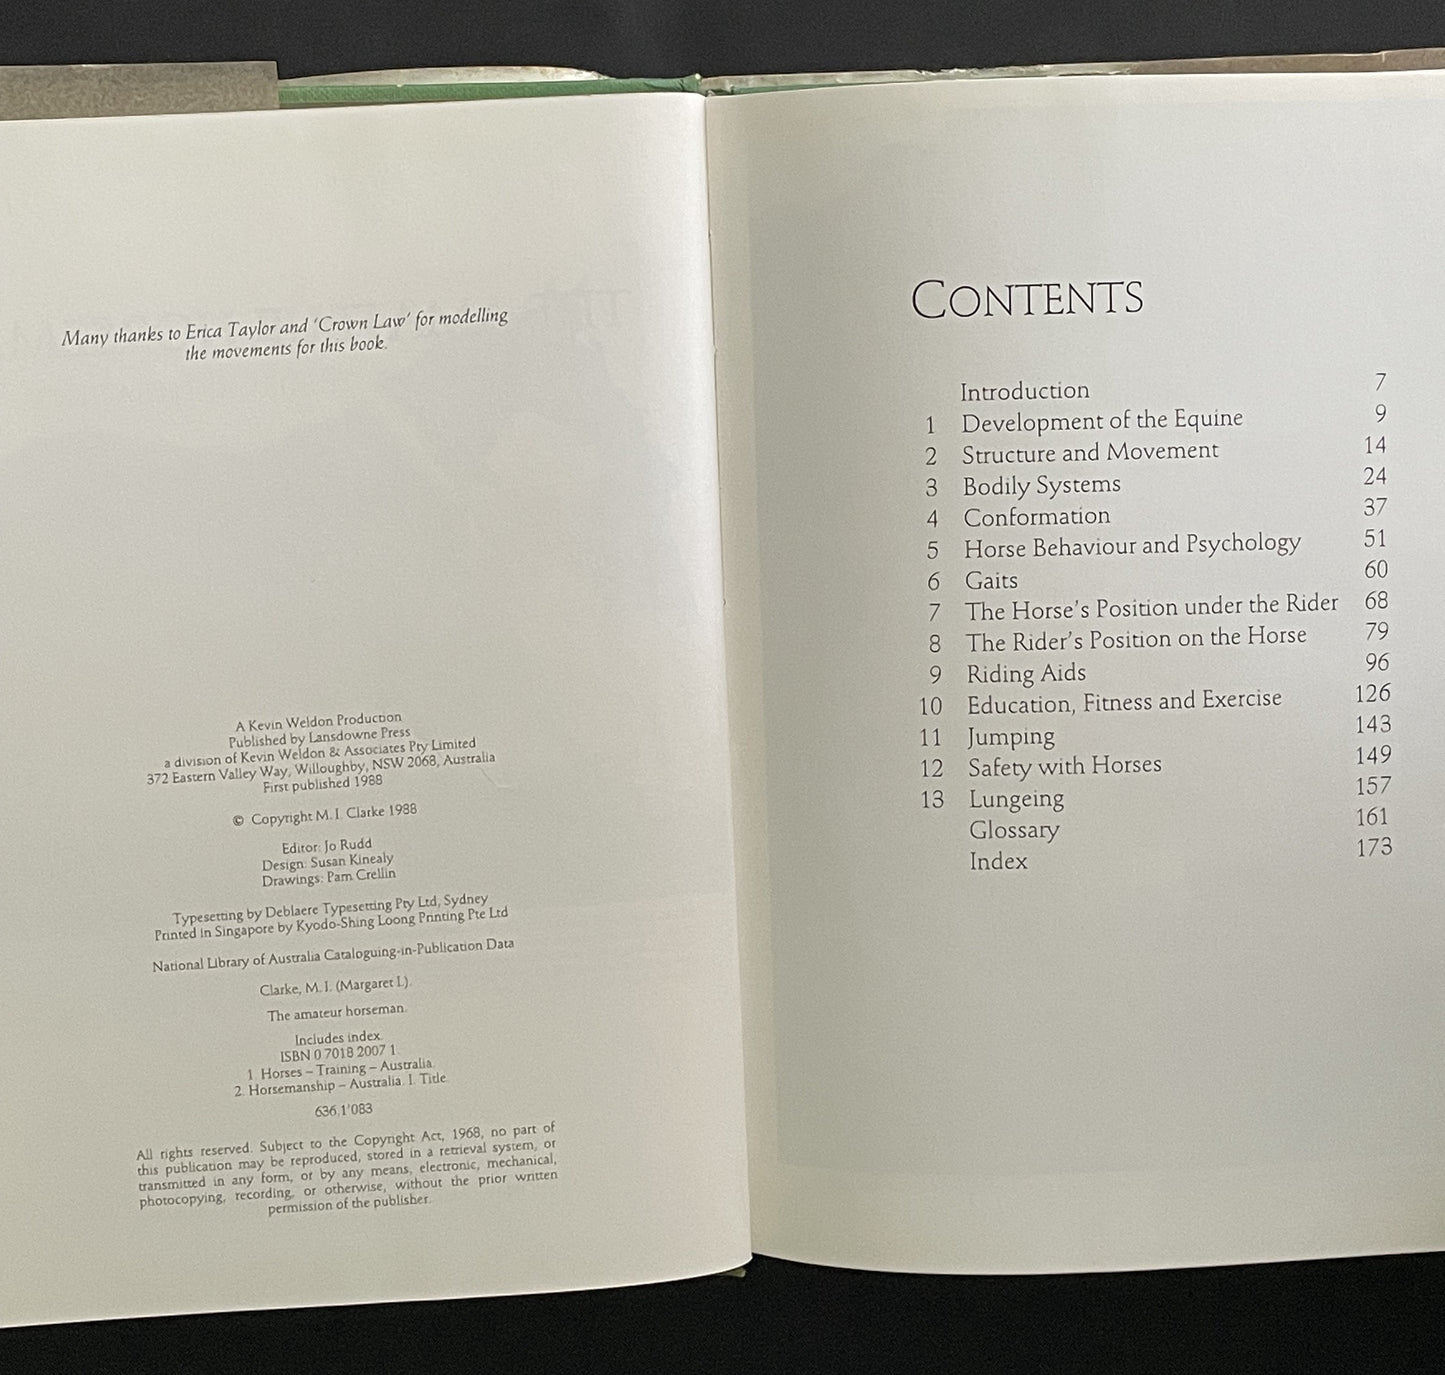 Many thanks to Erica Taylor and ‘Crown Law’ for modelling
the movements for this book.
A Kevin Weldon Production
Published by Lansdowne Press
a division of Kevin Weldon & Associates Pty Limited
372 Eastern Valley Way, Willoughby, NSW 2068, Australia
First published 1988
© Copyright M. I. Clarke 1988
Editor: Jo Rudd
Design: Susan Kinealy
Drawings: Pam Crellin
Typesetting by Deblaere Typesetting Pty Ltd, Sydney
Printed in Singapore by Kyodo-Shing Loong Printing Pte Ltd
National Library of Australia Cataloguing-in-Publication Data
Clarke, M. I. (Margaret I.).
The amateur horseman.
Includes index.
ISBN 0 7018 2007 1.
1. Horses – Training – Australia.
2. Horsemanship – Australia. I. Title.
636.1'083
All rights reserved. Subject to the Copyright Act, 1968, no part of
this publication may be reproduced, stored in a retrieval system, or
transmitted in any form, or by any means, electronic, mechanical,
photocopying, recording, or otherwise, without the prior written
permission of the publisher.
CONTENTS
Introduction 7
1 Development of the Equine 9
2 Structure and Movement 14
3 Bodily Systems 24
4 Conformation 37
5 Horse Behaviour and Psychology 51
6 Gaits 60
7 The Horse's Position under the Rider 68
8 The Rider's Position on the Horse 79
9 Riding Aids 96
10 Education, Fitness and Exercise 126
11 Jumping 143
12 Safety with Horses 149
13 Lungeing 157
Glossary 161
Index 173